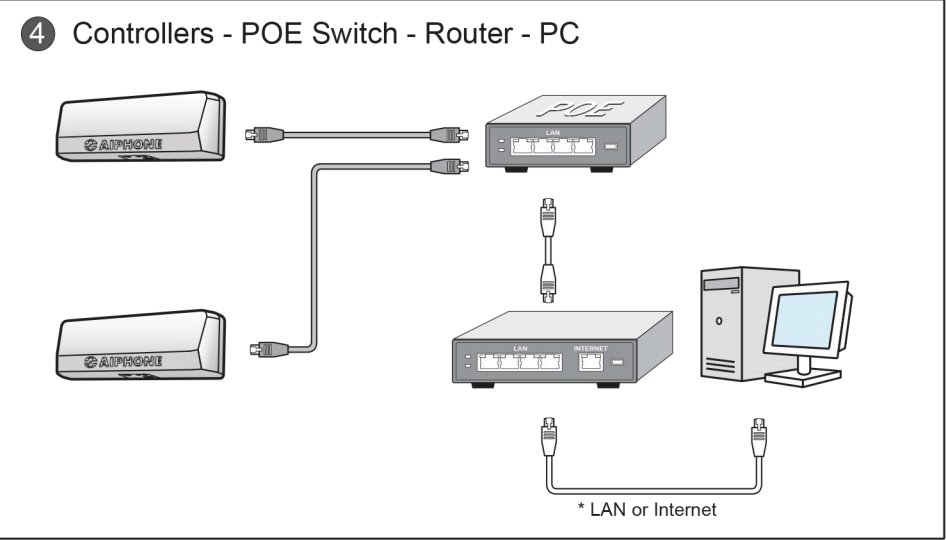 4 Controllers - POE Switch - Router - PC
AIPHONE
POE
LAN
AIPHONE
LAN INTERNET
* LAN or Internet